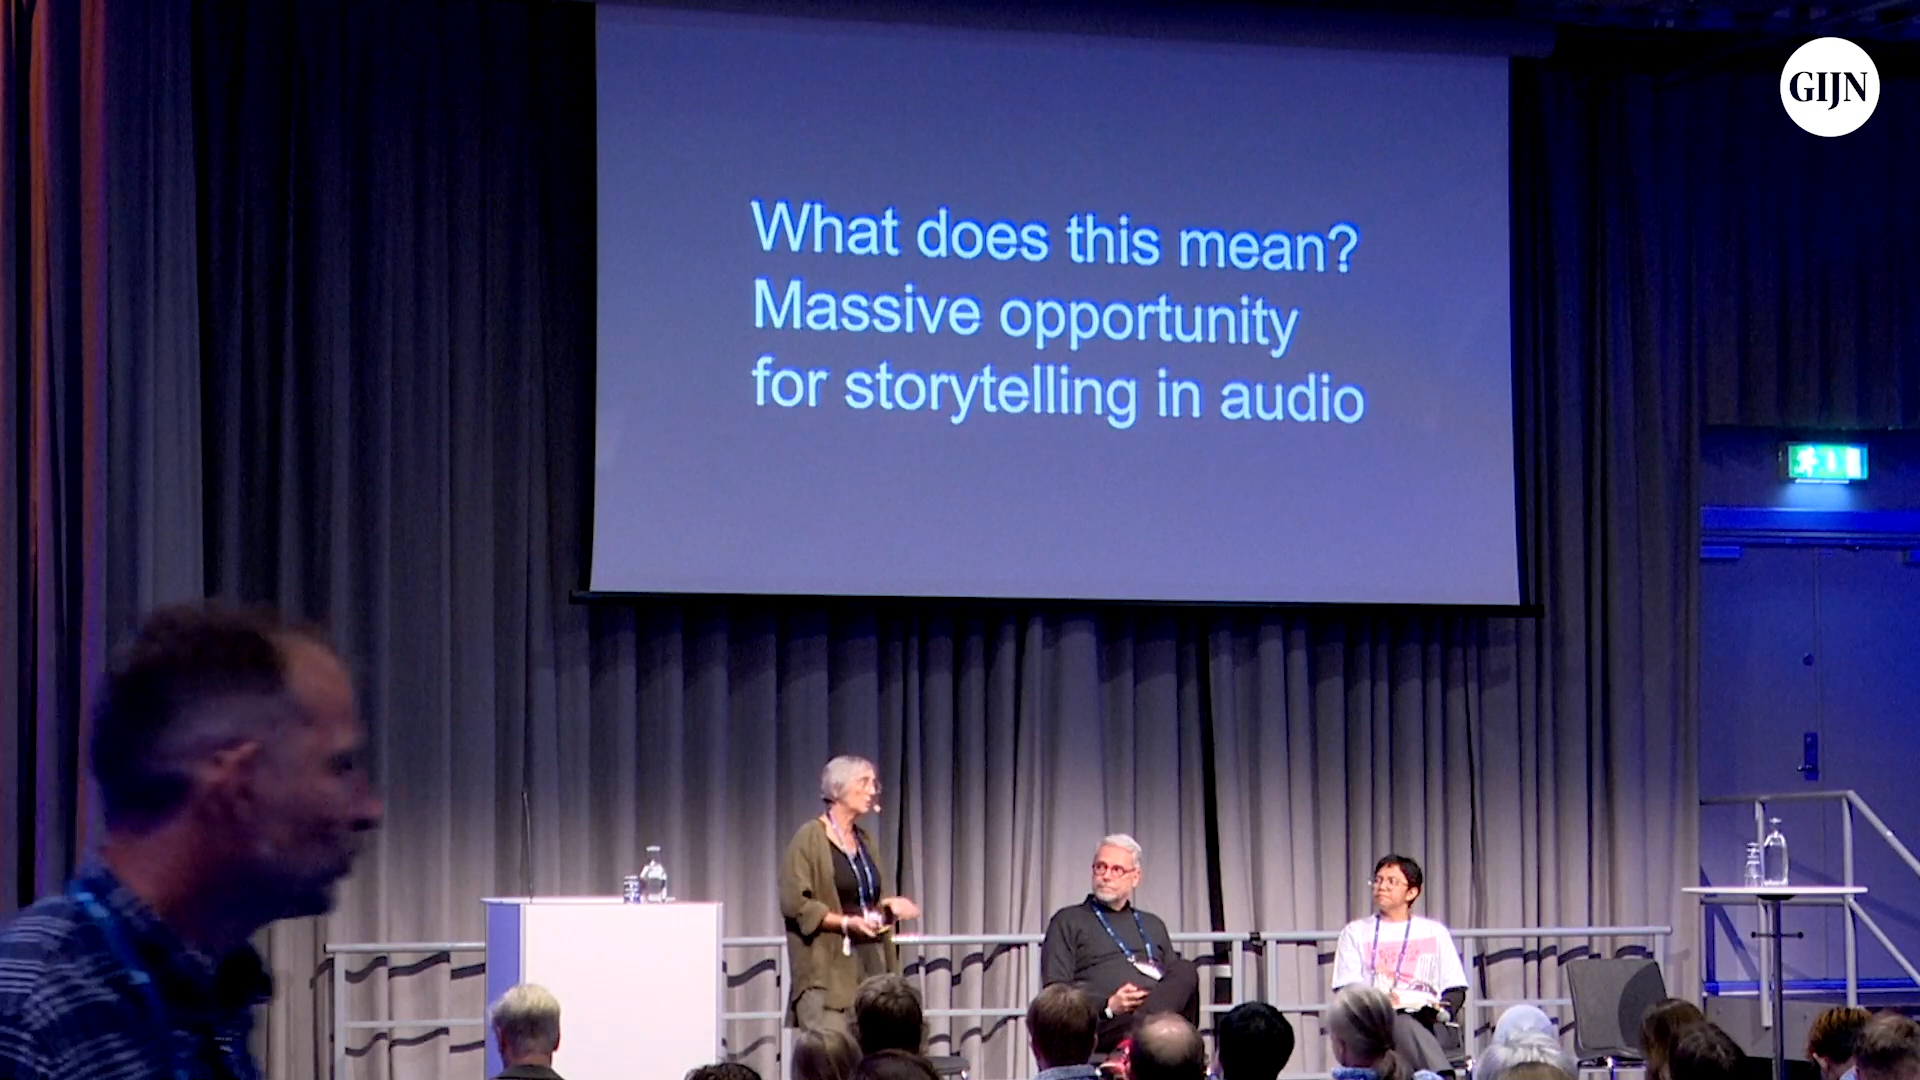 GIJN
What does this mean?
Massive opportunity
for storytelling in audio